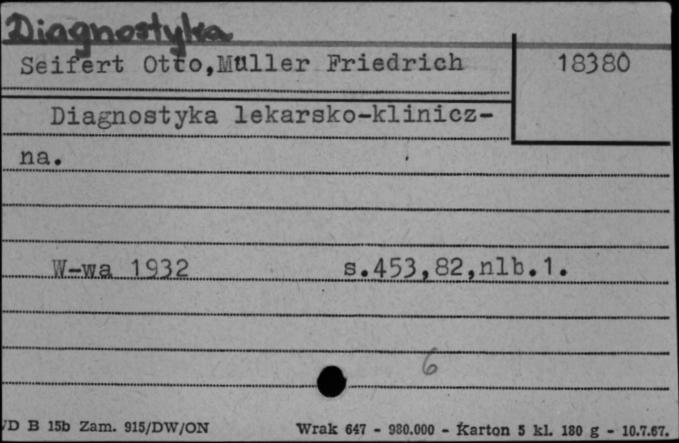 Diagnostyka
Seifert Otto,Müller Friedrich
18380
Diagnostyka lekarsko-klinicz-
na.
W-wa 1932 s.453,82,nlb.1.
6
D B 15b Zam. 915/DW/ON Wrak 647 - 980.000 - Karton 5 kl. 180 g - 10.7.67.